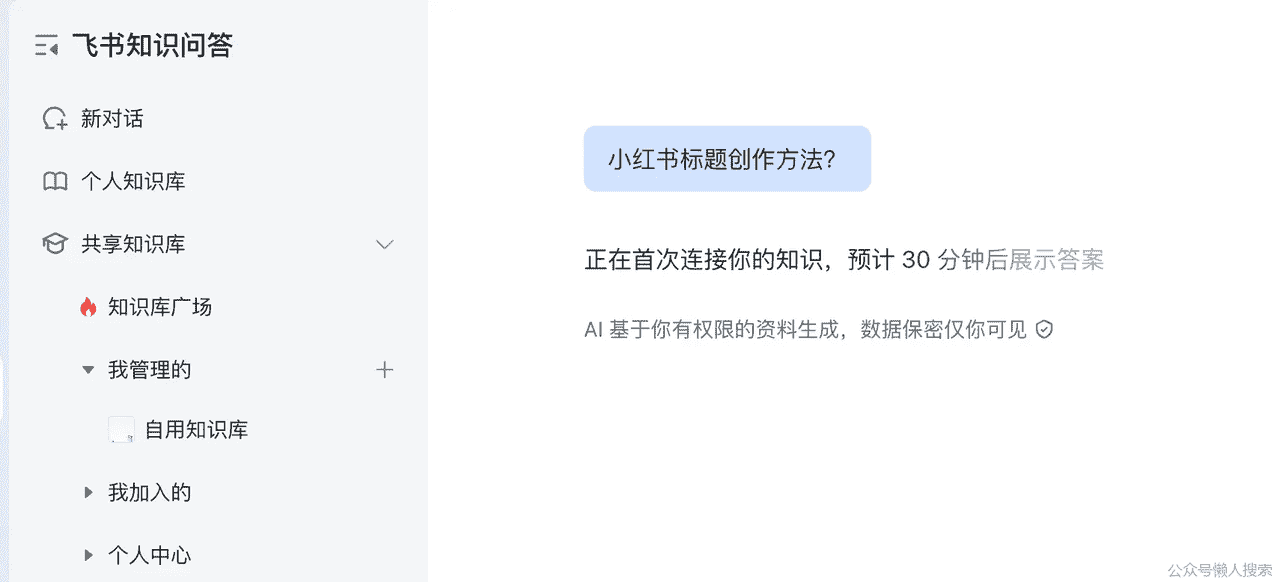 飞书知识问答
新对话
个人知识库
共享知识库
知识库广场
我管理的
自用知识库
我加入的
个人中心
小红书标题创作方法?
正在首次连接你的知识，预计 30 分钟后展示答案
AI 基于你有权限的资料生成，数据保密仅你可见
公众号懒人搜索